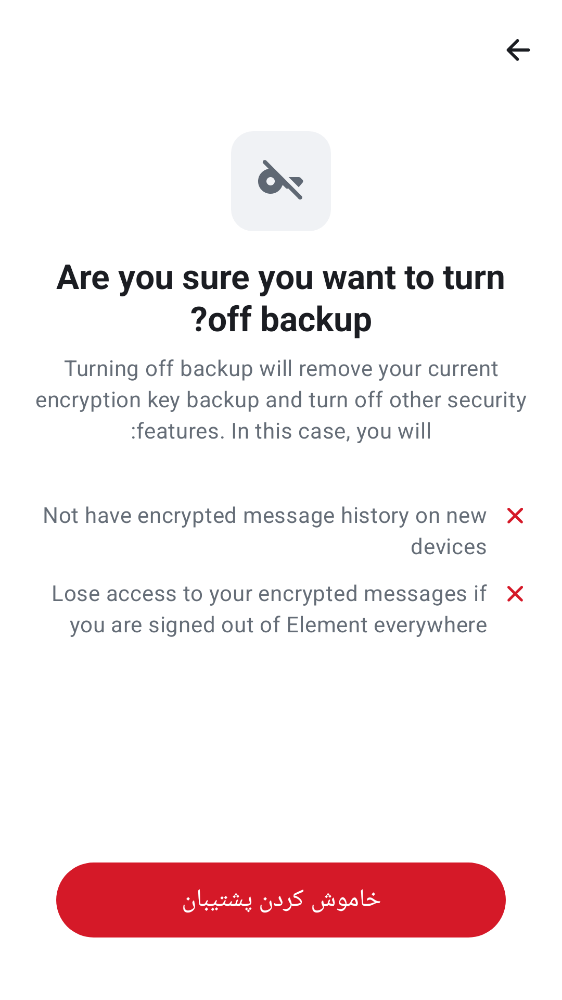 Are you sure you want to turn
?off backup
Turning off backup will remove your current
encryption key backup and turn off other security
:features. In this case, you will
Not have encrypted message history on new
devices
Lose access to your encrypted messages if
you are signed out of Element everywhere
خاموش کردن پشتیبان